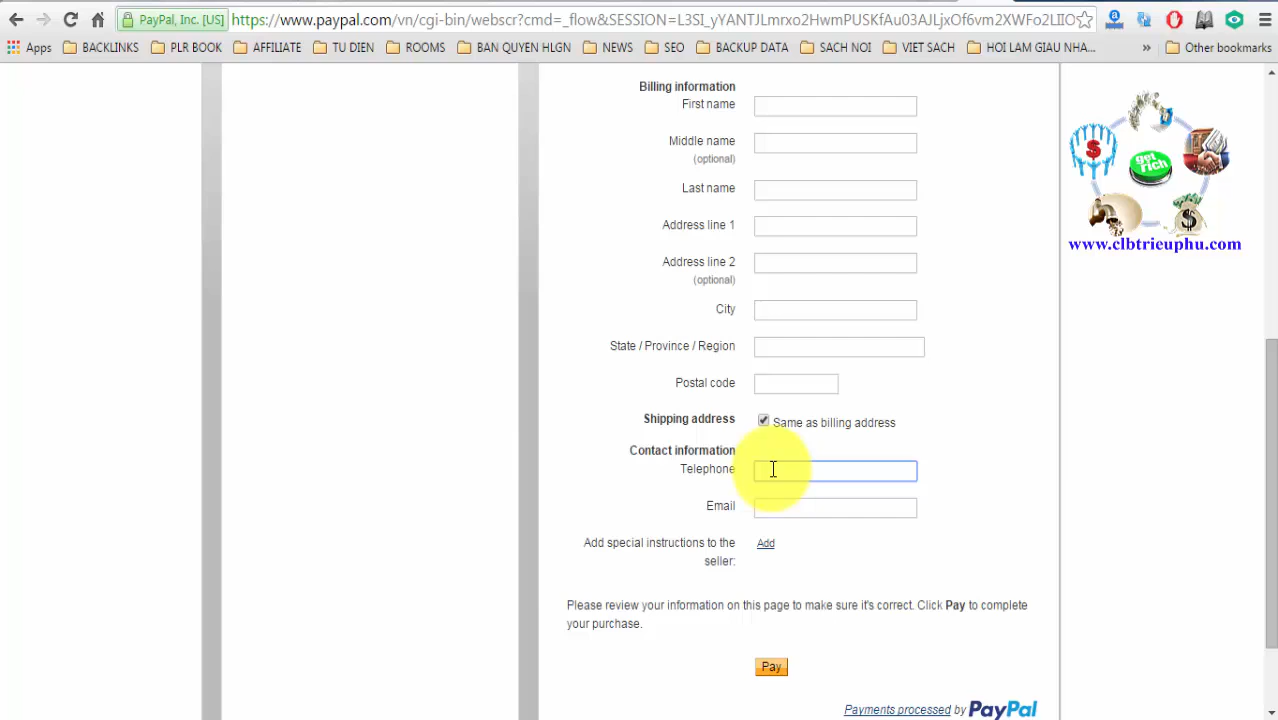 PayPal, Inc. [US] https://www.paypal.com/vn/cgi-bin/webscr?cmd=_flow&SESSION=
Apps BACKLINKS PLR BOOK AFFILIATE TU DIEN ROOMS BAN QUYEN HLGN NEWS SEO BACKUP DATA SACH NOI VIET SACH HOI LAM GIAU NHA... » Other bookmarks
Billing information
First name
Middle name
(optional)
Last name
Address line 1
Address line 2
(optional)
City
State / Province / Region
Postal code
Shipping address Same as billing address
Contact information
Telephone
Email
Add special instructions to the Add
seller:
Please review your information on this page to make sure it's correct. Click Pay to complete
your purchase.
Pay
Payments processed by PayPal
get
rich
www.clbtrieuphu.com